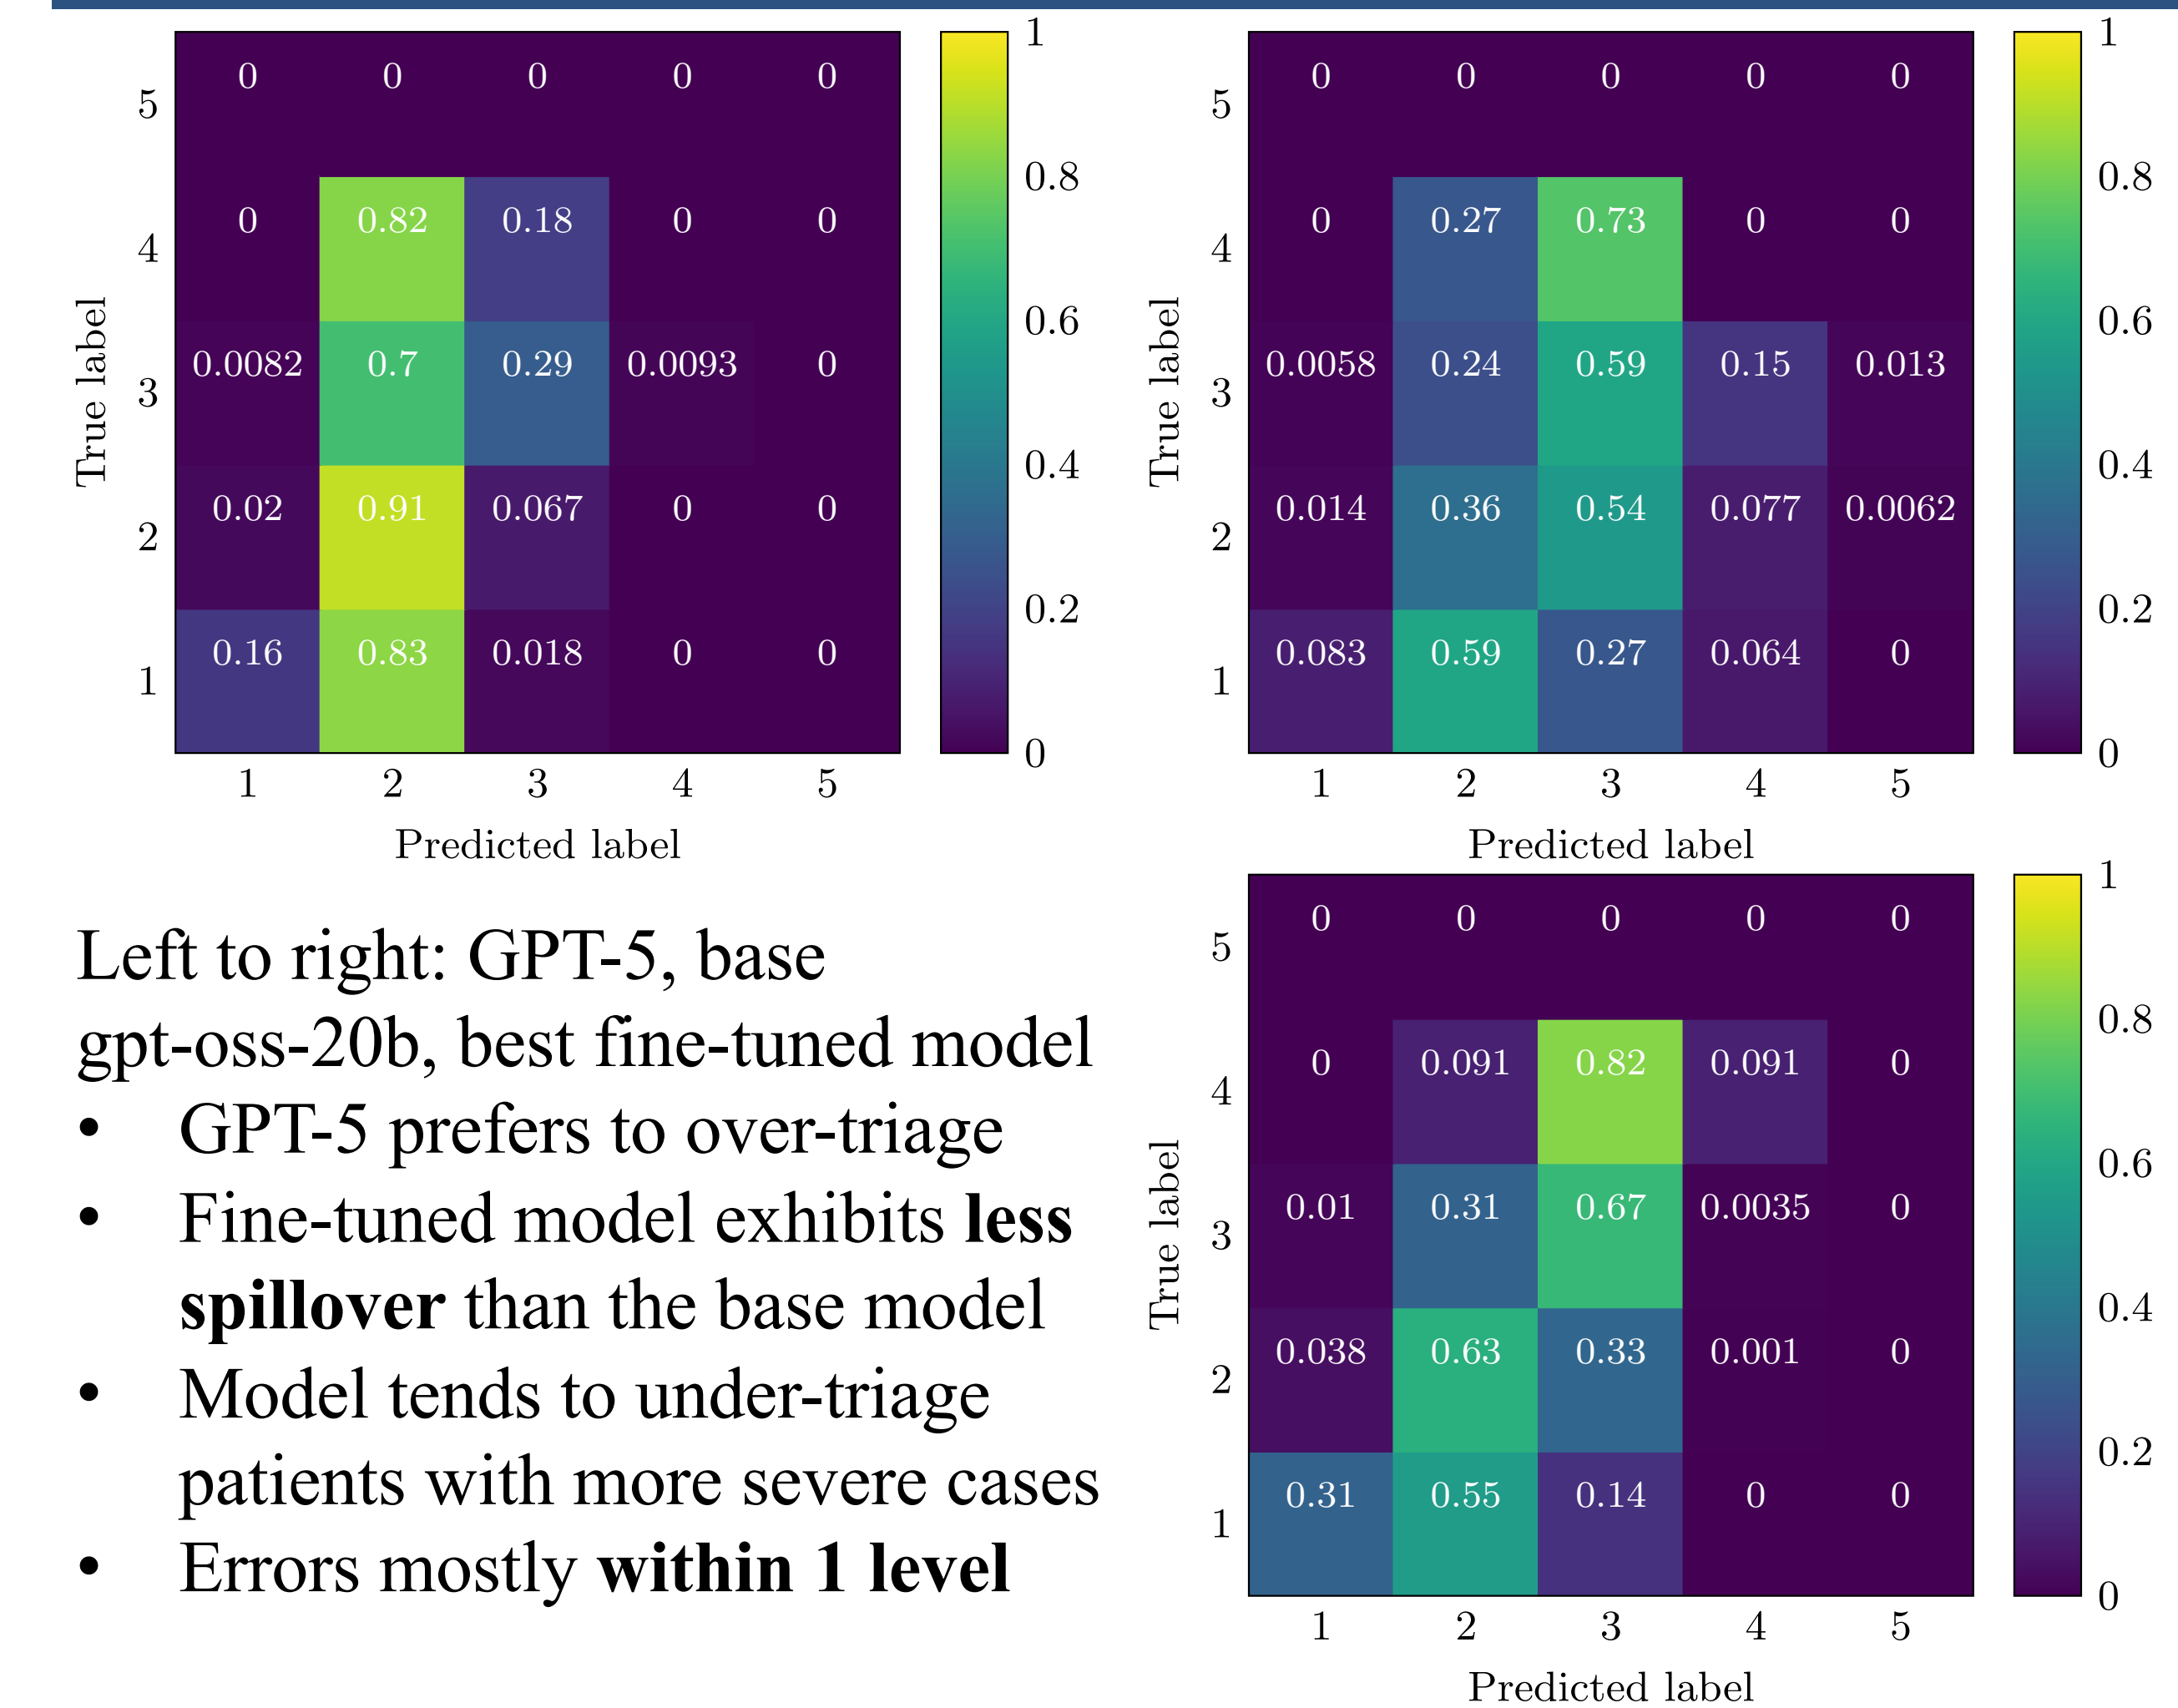 0 0 0 0 0
5
0 0.82 0.18 0 0
4
0.0082 0.7 0.29 0.0093 0
3
0.02 0.91 0.067 0 0
2
0.16 0.83 0.018 0 0
1
1 2 3 4 5
Predicted label
True label
1
0.8
0.6
0.4
0.2
0
0 0 0 0 0
5
0 0.27 0.73 0 0
4
0.0058 0.24 0.59 0.15 0.013
3
0.014 0.36 0.54 0.077 0.0062
2
0.083 0.59 0.27 0.064 0
1
1 2 3 4 5
Predicted label
True label
1
0.8
0.6
0.4
0.2
0
Left to right: GPT-5, base
gpt-oss-20b, best fine-tuned model
• GPT-5 prefers to over-triage
• Fine-tuned model exhibits less
spillover than the base model
• Model tends to under-triage
patients with more severe cases
• Errors mostly within 1 level
0 0 0 0 0
5
0 0.091 0.82 0.091 0
4
0.01 0.31 0.67 0.0035 0
3
0.038 0.63 0.33 0.001 0
2
0.31 0.55 0.14 0 0
1
1 2 3 4 5
Predicted label
True label
1
0.8
0.6
0.4
0.2
0